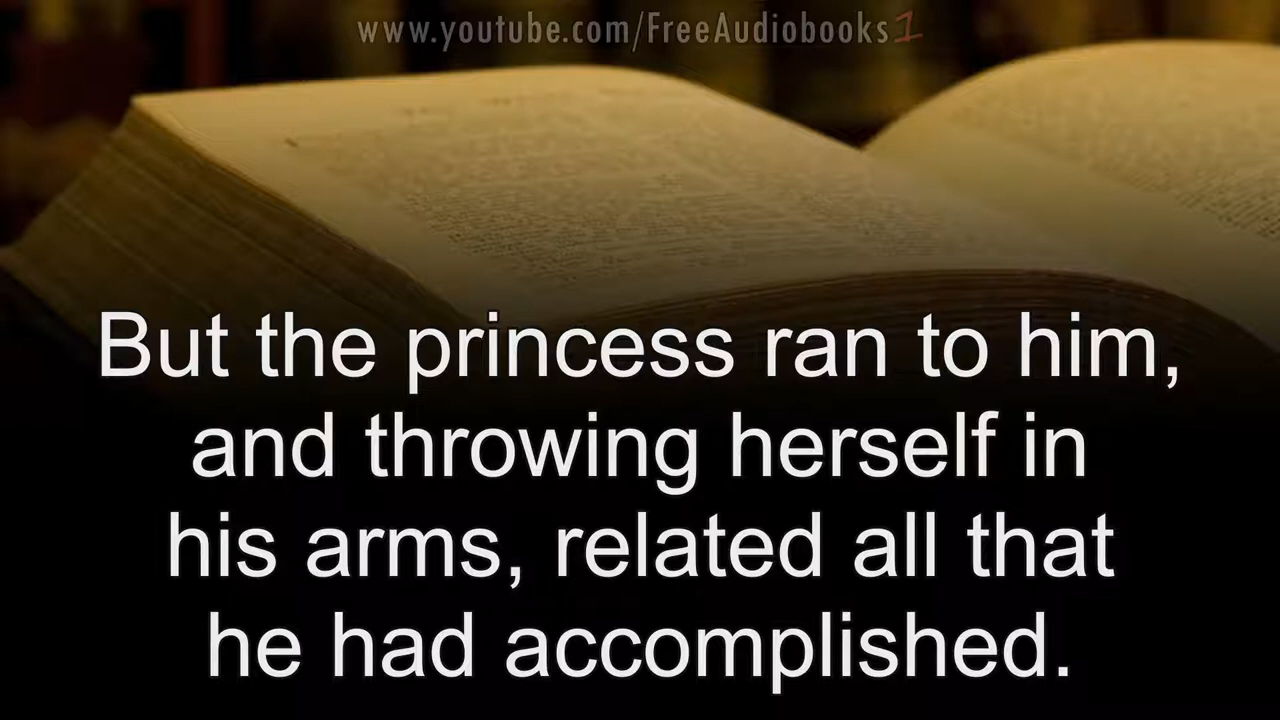 www.youtube.com/FreeAudiobooks1
But the princess ran to him,
and throwing herself in
his arms, related all that
he had accomplished.